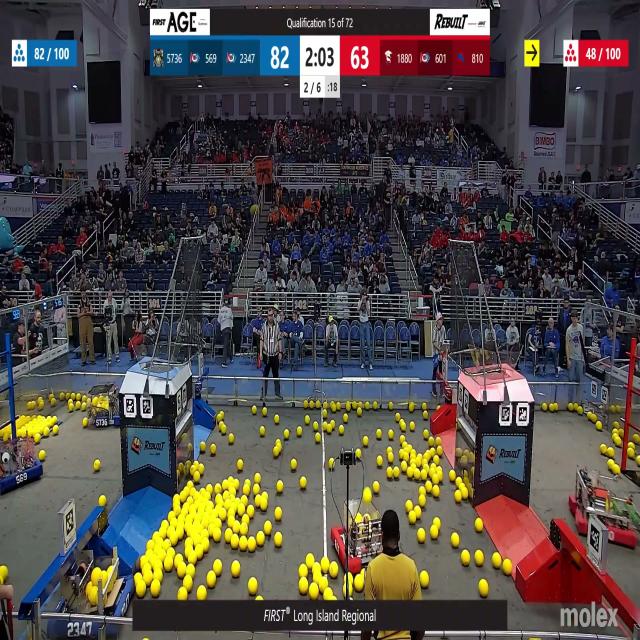 FIRST AGE
Qualification 15 of 72
REBUILT
82 / 100
5736 569 2347 82 2:03 63 1880 601 810
48 / 100
2 / 6 :18
BIMBO
5736
REBUILT
REBUILT
569
2347
FIRST® Long Island Regional
molex